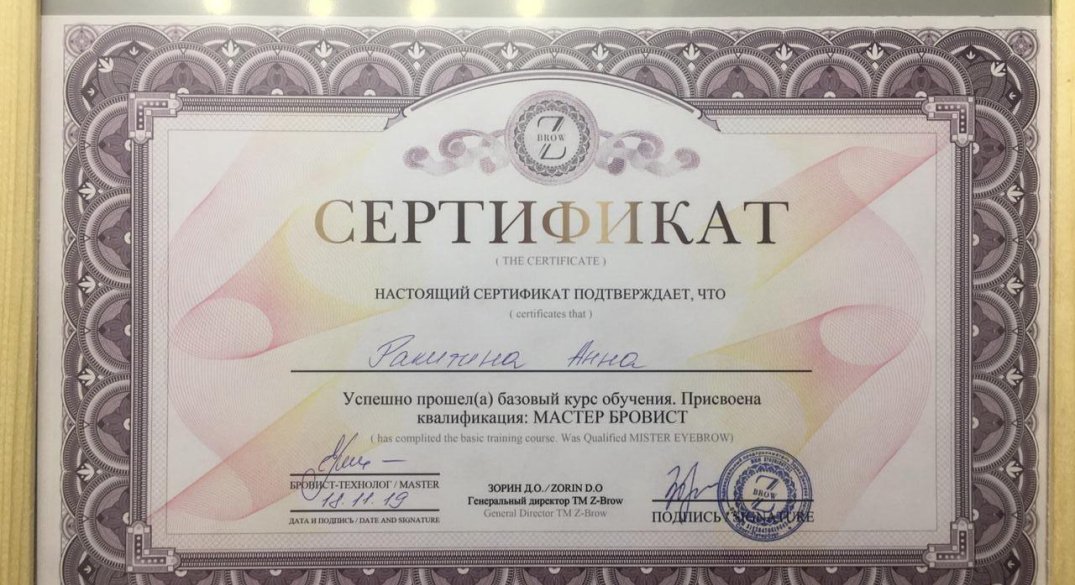 Z
BROW
СЕРТИФИКАТ
( THE CERTIFICATE )
НАСТОЯЩИЙ СЕРТИФИКАТ ПОДТВЕРЖДАЕТ, ЧТО
( certificates that )
Ракитина Анна
Успешно прошел(а) базовый курс обучения. Присвоена
квалификация: МАСТЕР БРОВИСТ
( has complited the basic training course. Was Qualified MISTER EYEBROW)
БРОВИСТ-ТЕХНОЛОГ / MASTER
18.11.19
ДАТА И ПОДПИСЬ / DATE AND SIGNATURE
ЗОРИН Д.О. / ZORIN D.O
Генеральный директор ТМ Z-Brow
General Director TM Z-Brow
ПОДПИСЬ / SIGNATURE
Z
BROW